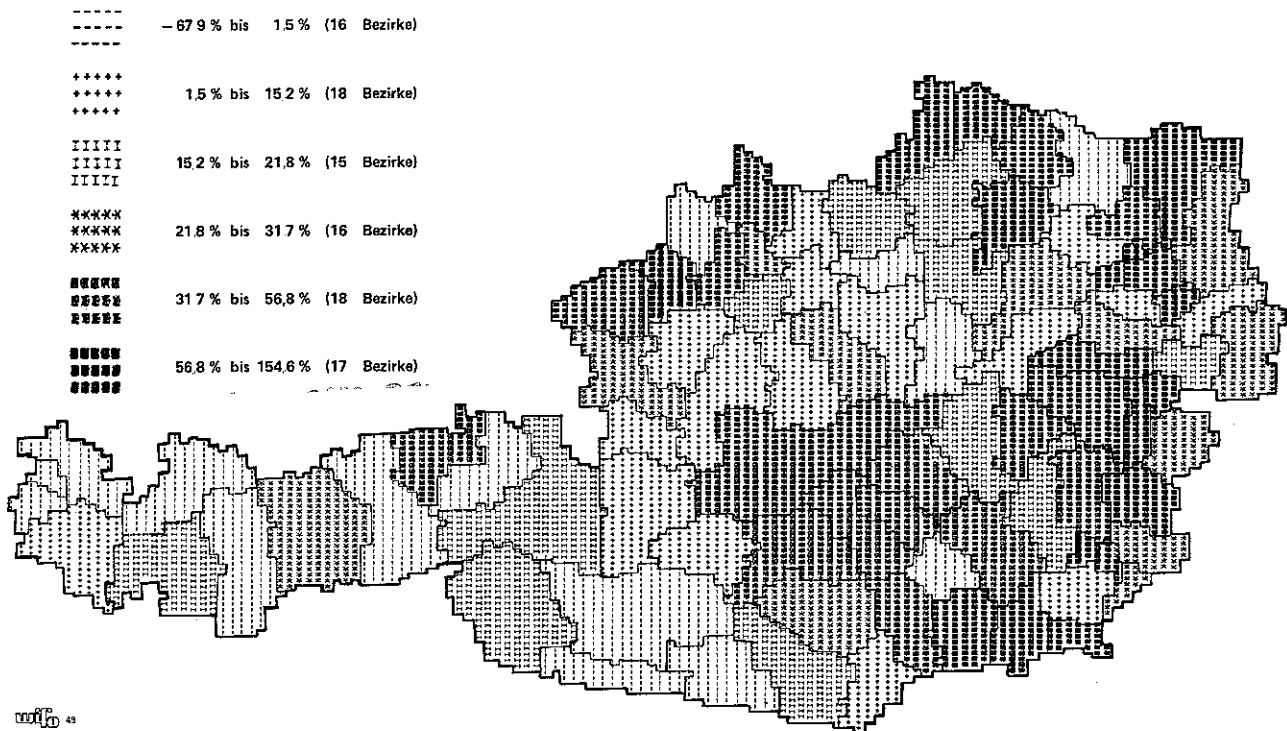 – 67 9 % bis 1.5 % (16 Bezirke)
1,5 % bis 15.2 % (18 Bezirke)
15,2 % bis 21,8 % (15 Bezirke)
21.8 % bis 31.7 % (16 Bezirke)
31 7 % bis 56,8 % (18 Bezirke)
56,8 % bis 154,6 % (17 Bezirke)
wifo 49